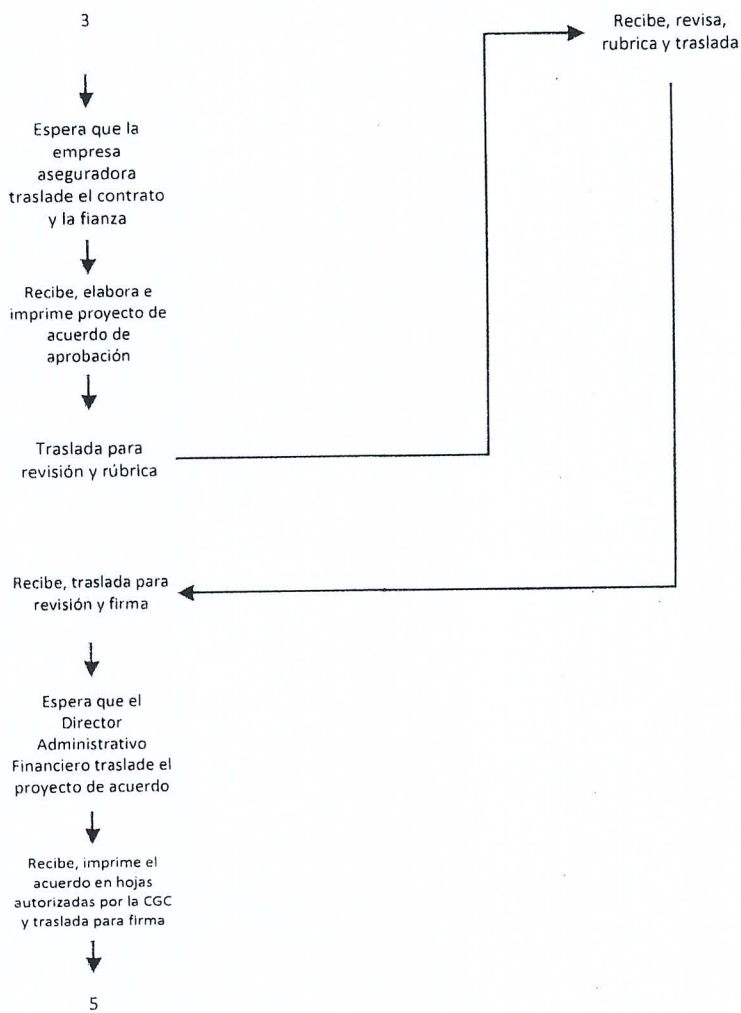 3
Recibe, revisa,
rubrica y traslada
Espera que la
empresa
aseguradora
traslade el contrato
y la fianza
Recibe, elabora e
imprime proyecto de
acuerdo de
aprobación
Traslada para
revisión y rúbrica
Recibe, traslada para
revisión y firma
Espera que el
Director
Administrativo
Financiero traslade el
proyecto de acuerdo
Recibe, imprime el
acuerdo en hojas
autorizadas por la CGC
y traslada para firma
5